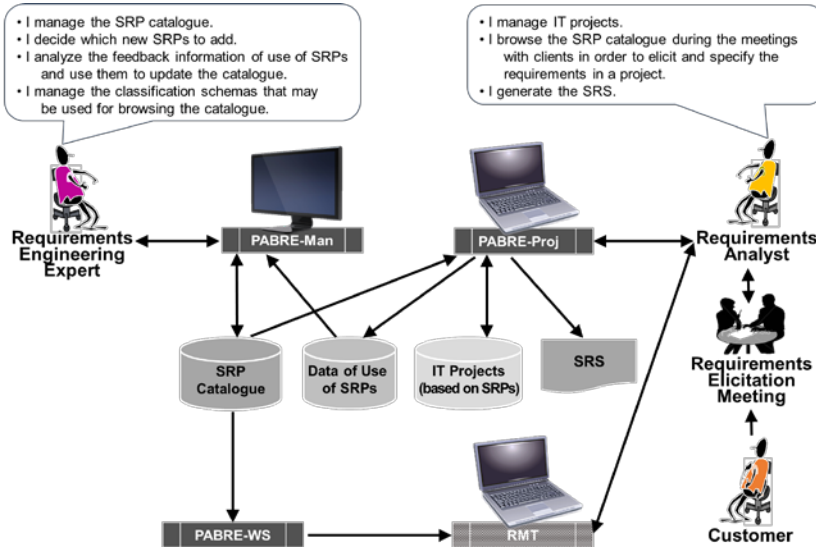 • I manage the SRP catalogue.
• I decide which new SRPs to add.
• I analyze the feedback information of use of SRPs
and use them to update the catalogue.
• I manage the classification schemas that may
be used for browsing the catalogue.
• I manage IT projects.
• I browse the SRP catalogue during the meetings
with clients in order to elicit and specify the
requirements in a project.
• I generate the SRS.
Requirements
Engineering
Expert
PABRE-Man
PABRE-Proj
Requirements
Analyst
SRP
Catalogue
Data of Use
of SRPs
IT Projects
(based on SRPs)
SRS
Requirements
Elicitation
Meeting
PABRE-WS
RMT
Customer